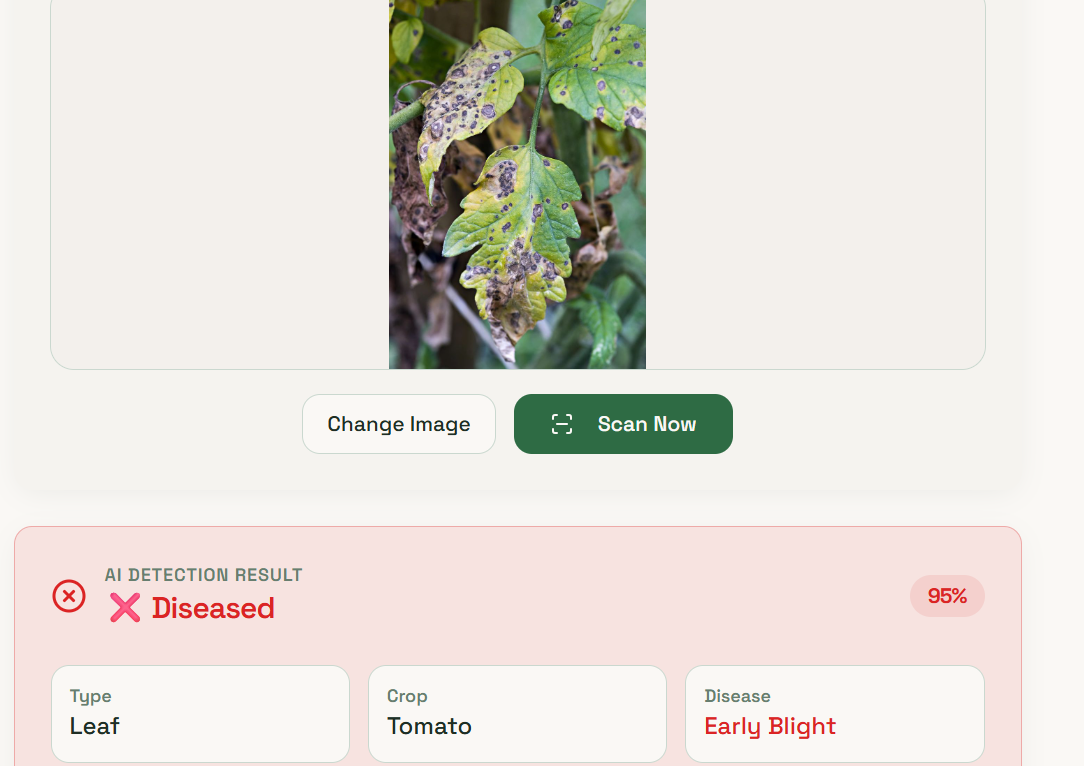 Change Image
Scan Now
AI DETECTION RESULT
❌ Diseased
95%
Type
Leaf
Crop
Tomato
Disease
Early Blight